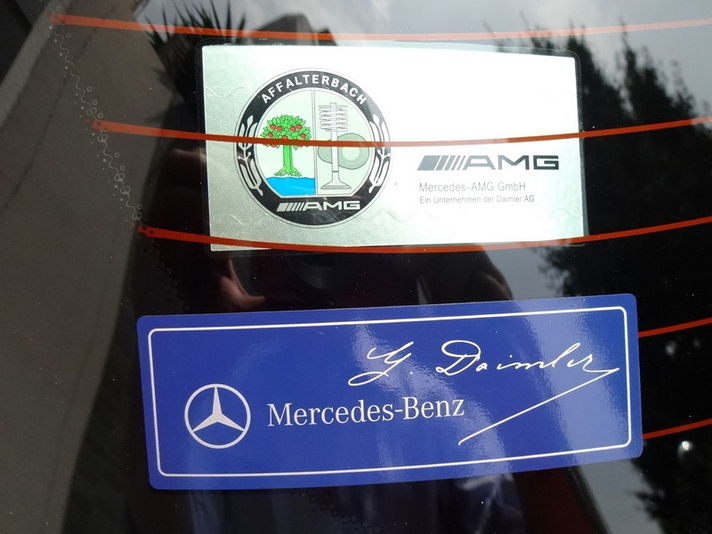 AFFALTERBACH
AMG
AMG
Mercedes-AMG GmbH
Ein Unternehmen der Daimler AG
G. Daimler
Mercedes-Benz